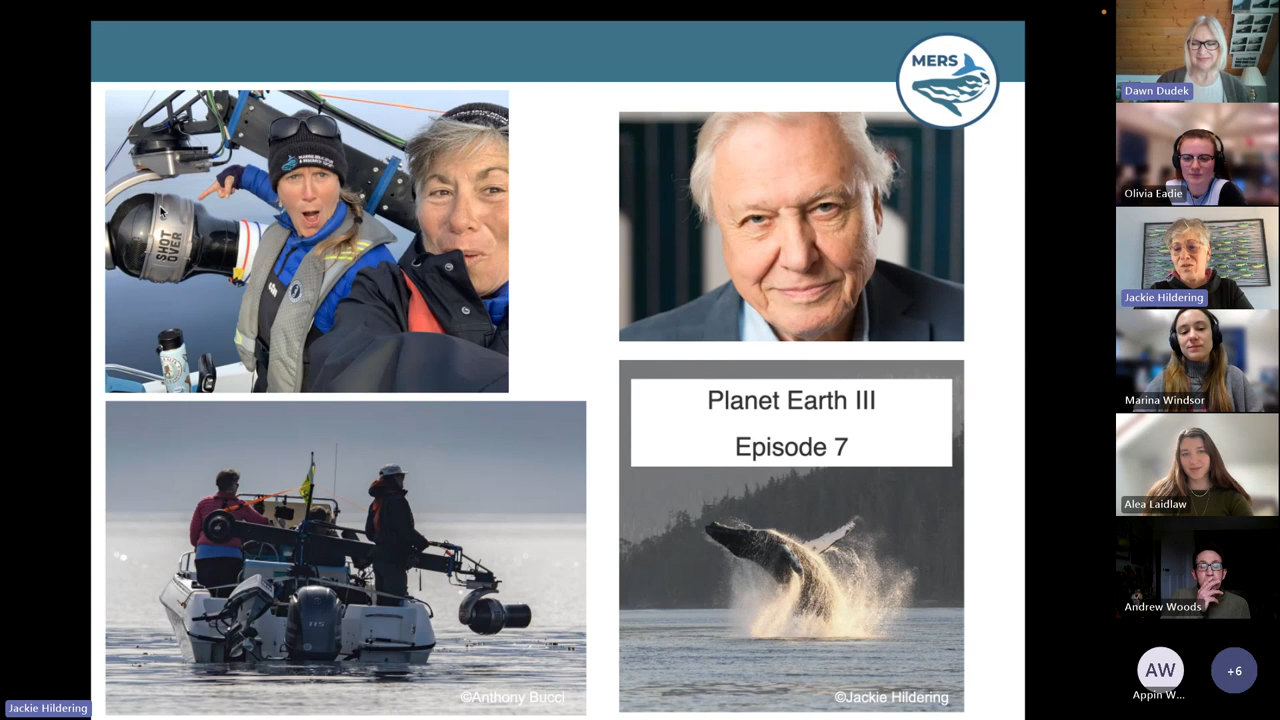 MERS
SHOT
OVER
Planet Earth III
Episode 7
115
©Anthony Bucci
©Jackie Hildering
Jackie Hildering
Dawn Dudek
Olivia Eadie
Jackie Hildering
Marina Windsor
Alea Laidlaw
Andrew Woods
AW
Appin W...
+6